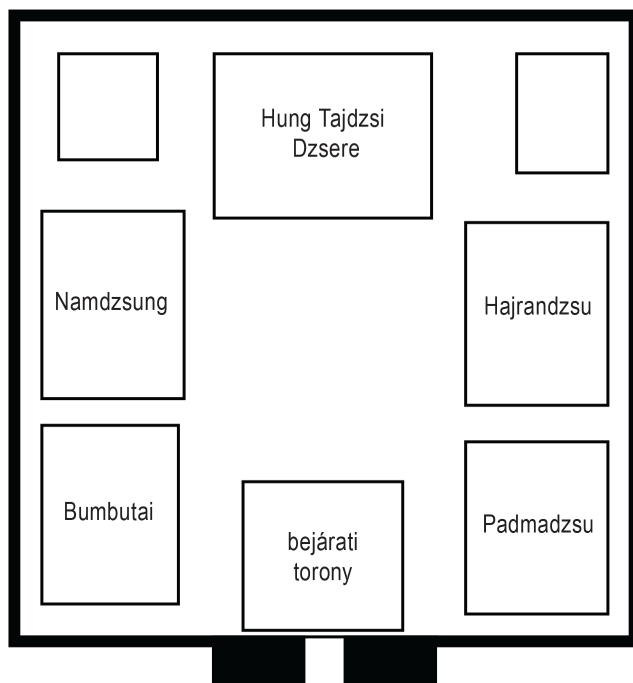 Hung Tajdzsi
Dzsere
Namdzsung
Hajrandzsu
Bumbutai
Padmadzsu
bejárati
torony